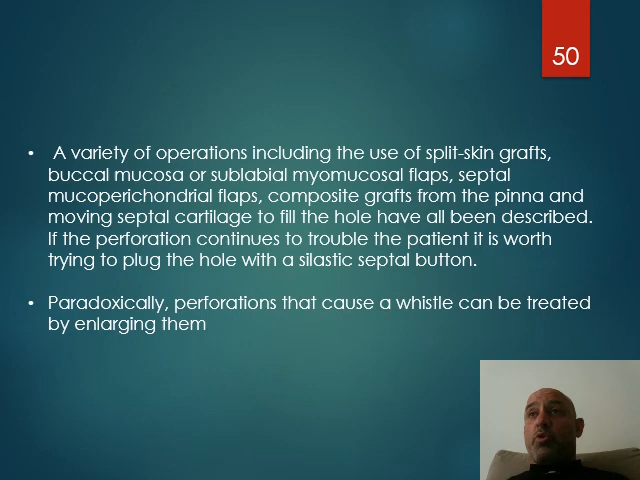 50
• A variety of operations including the use of split-skin grafts,
buccal mucosa or sublabial myomucosal flaps, septal
mucoperichondrial flaps, composite grafts from the pinna and
moving septal cartilage to fill the hole have all been described.
If the perforation continues to trouble the patient it is worth
trying to plug the hole with a silastic septal button.
• Paradoxically, perforations that cause a whistle can be treated
by enlarging them